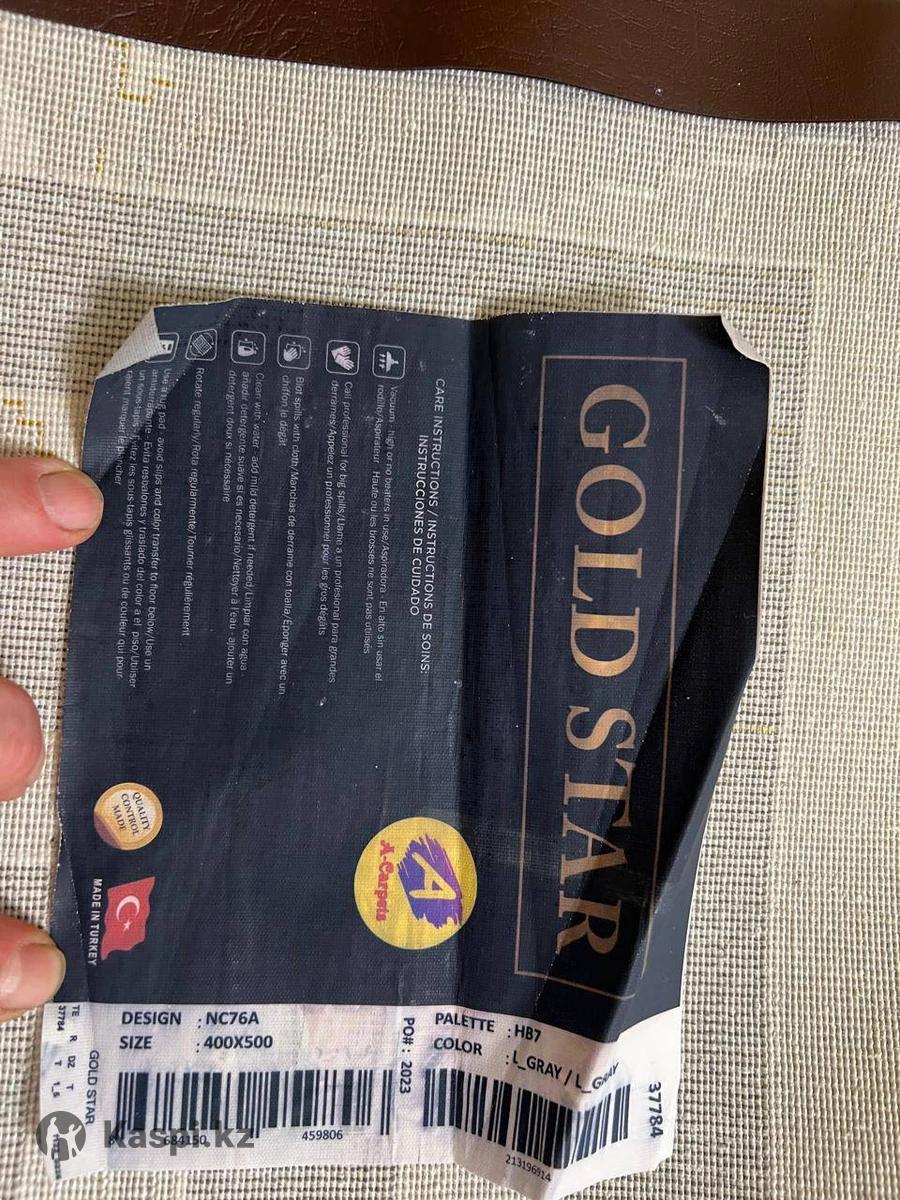 GOLD STAR
CARE INSTRUCTIONS / INSTRUCTIONS DE SOINS:
INSTRUCCIONES DE CUIDADO
Vacuum - high or no beaters in use/Aspiradora - En alto sin usar el
rodillo/Aspirateur Haute ou les brosses ne sont pas utilisés
Call professional for big spills/Llame a un profesional para grandes
derrames/Appelez un professionnel pour les gros dégâts
Blot spills with cloth/Manchas de derrame con toalla/Éponger avec un
chiffon le dégât
Clean with water - add mild detergent if needed/Limpiar con agua
añadir detergente suave si es necesario/Nettoyer à l'eau - ajouter un
detergent doux si nécessaire
Rotate regularly/Rota regularmente/Tourner régulièrement
Use a rug pad - avoid slips and color transfer to floor below/Use un
antiderrapante - Evita resbalones y traslado del color a el piso/Utiliser
un sous-tapis - Évitez les sous-tapis glissants ou de couleur qui pour
raient marquer le plancher
A
A-Carpets
QUALITY
CONTROL
MADE
MADE IN TURKEY
DESIGN : NC76A
SIZE : 400X500
PO# : 2023
PALETTE : HB7
COLOR : L_GRAY / L_GRAY
37784
GOLD STAR
37784
684150 459806
213196914
Kaspi.kz